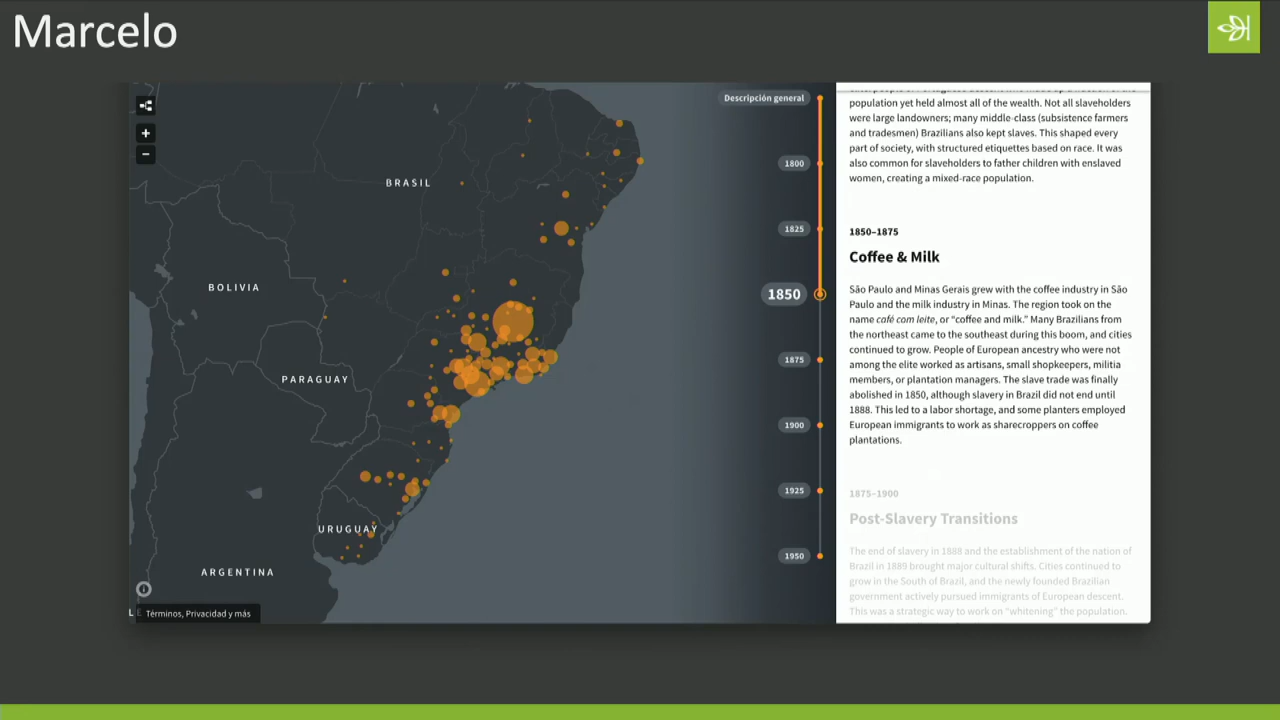 Marcelo
BRASIL
BOLIVIA
PARAGUAY
URUGUAY
ARGENTINA
Términos, Privacidad y más
Descripción general
1800
1825
1850
1875
1900
1925
1950
population yet held almost all of the wealth. Not all slaveholders
were large landowners; many middle-class (subsistence farmers
and tradesmen) Brazilians also kept slaves. This shaped every
part of society, with structured etiquettes based on race. It was
also common for slaveholders to father children with enslaved
women, creating a mixed-race population.
1850–1875
Coffee & Milk
São Paulo and Minas Gerais grew with the coffee industry in São
Paulo and the milk industry in Minas. The region took on the
name café com leite, or “coffee and milk.” Many Brazilians from
the northeast came to the southeast during this boom, and cities
continued to grow. People of European ancestry who were not
among the elite worked as artisans, small shopkeepers, militia
members, or plantation managers. The slave trade was finally
abolished in 1850, although slavery in Brazil did not end until
1888. This led to a labor shortage, and some planters employed
European immigrants to work as sharecroppers on coffee
plantations.
1875–1900
Post-Slavery Transitions
The end of slavery in 1888 and the establishment of the nation of
Brazil in 1889 brought major cultural shifts. Cities continued to
grow in the South of Brazil, and the newly founded Brazilian
government actively pursued immigrants of European descent.
This was a strategic way to work on “whitening” the population.